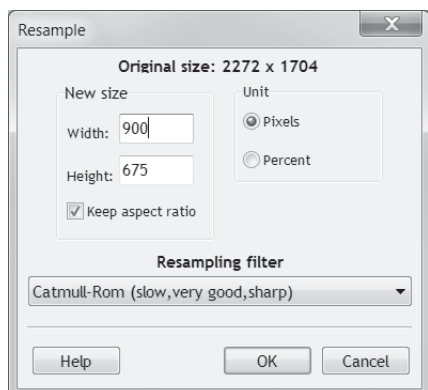 Resample
Original size: 2272 x 1704
New size
Width: 900
Height: 675
Keep aspect ratio
Unit
Pixels
Percent
Resampling filter
Catmull-Rom (slow,very good,sharp)
Help
OK
Cancel